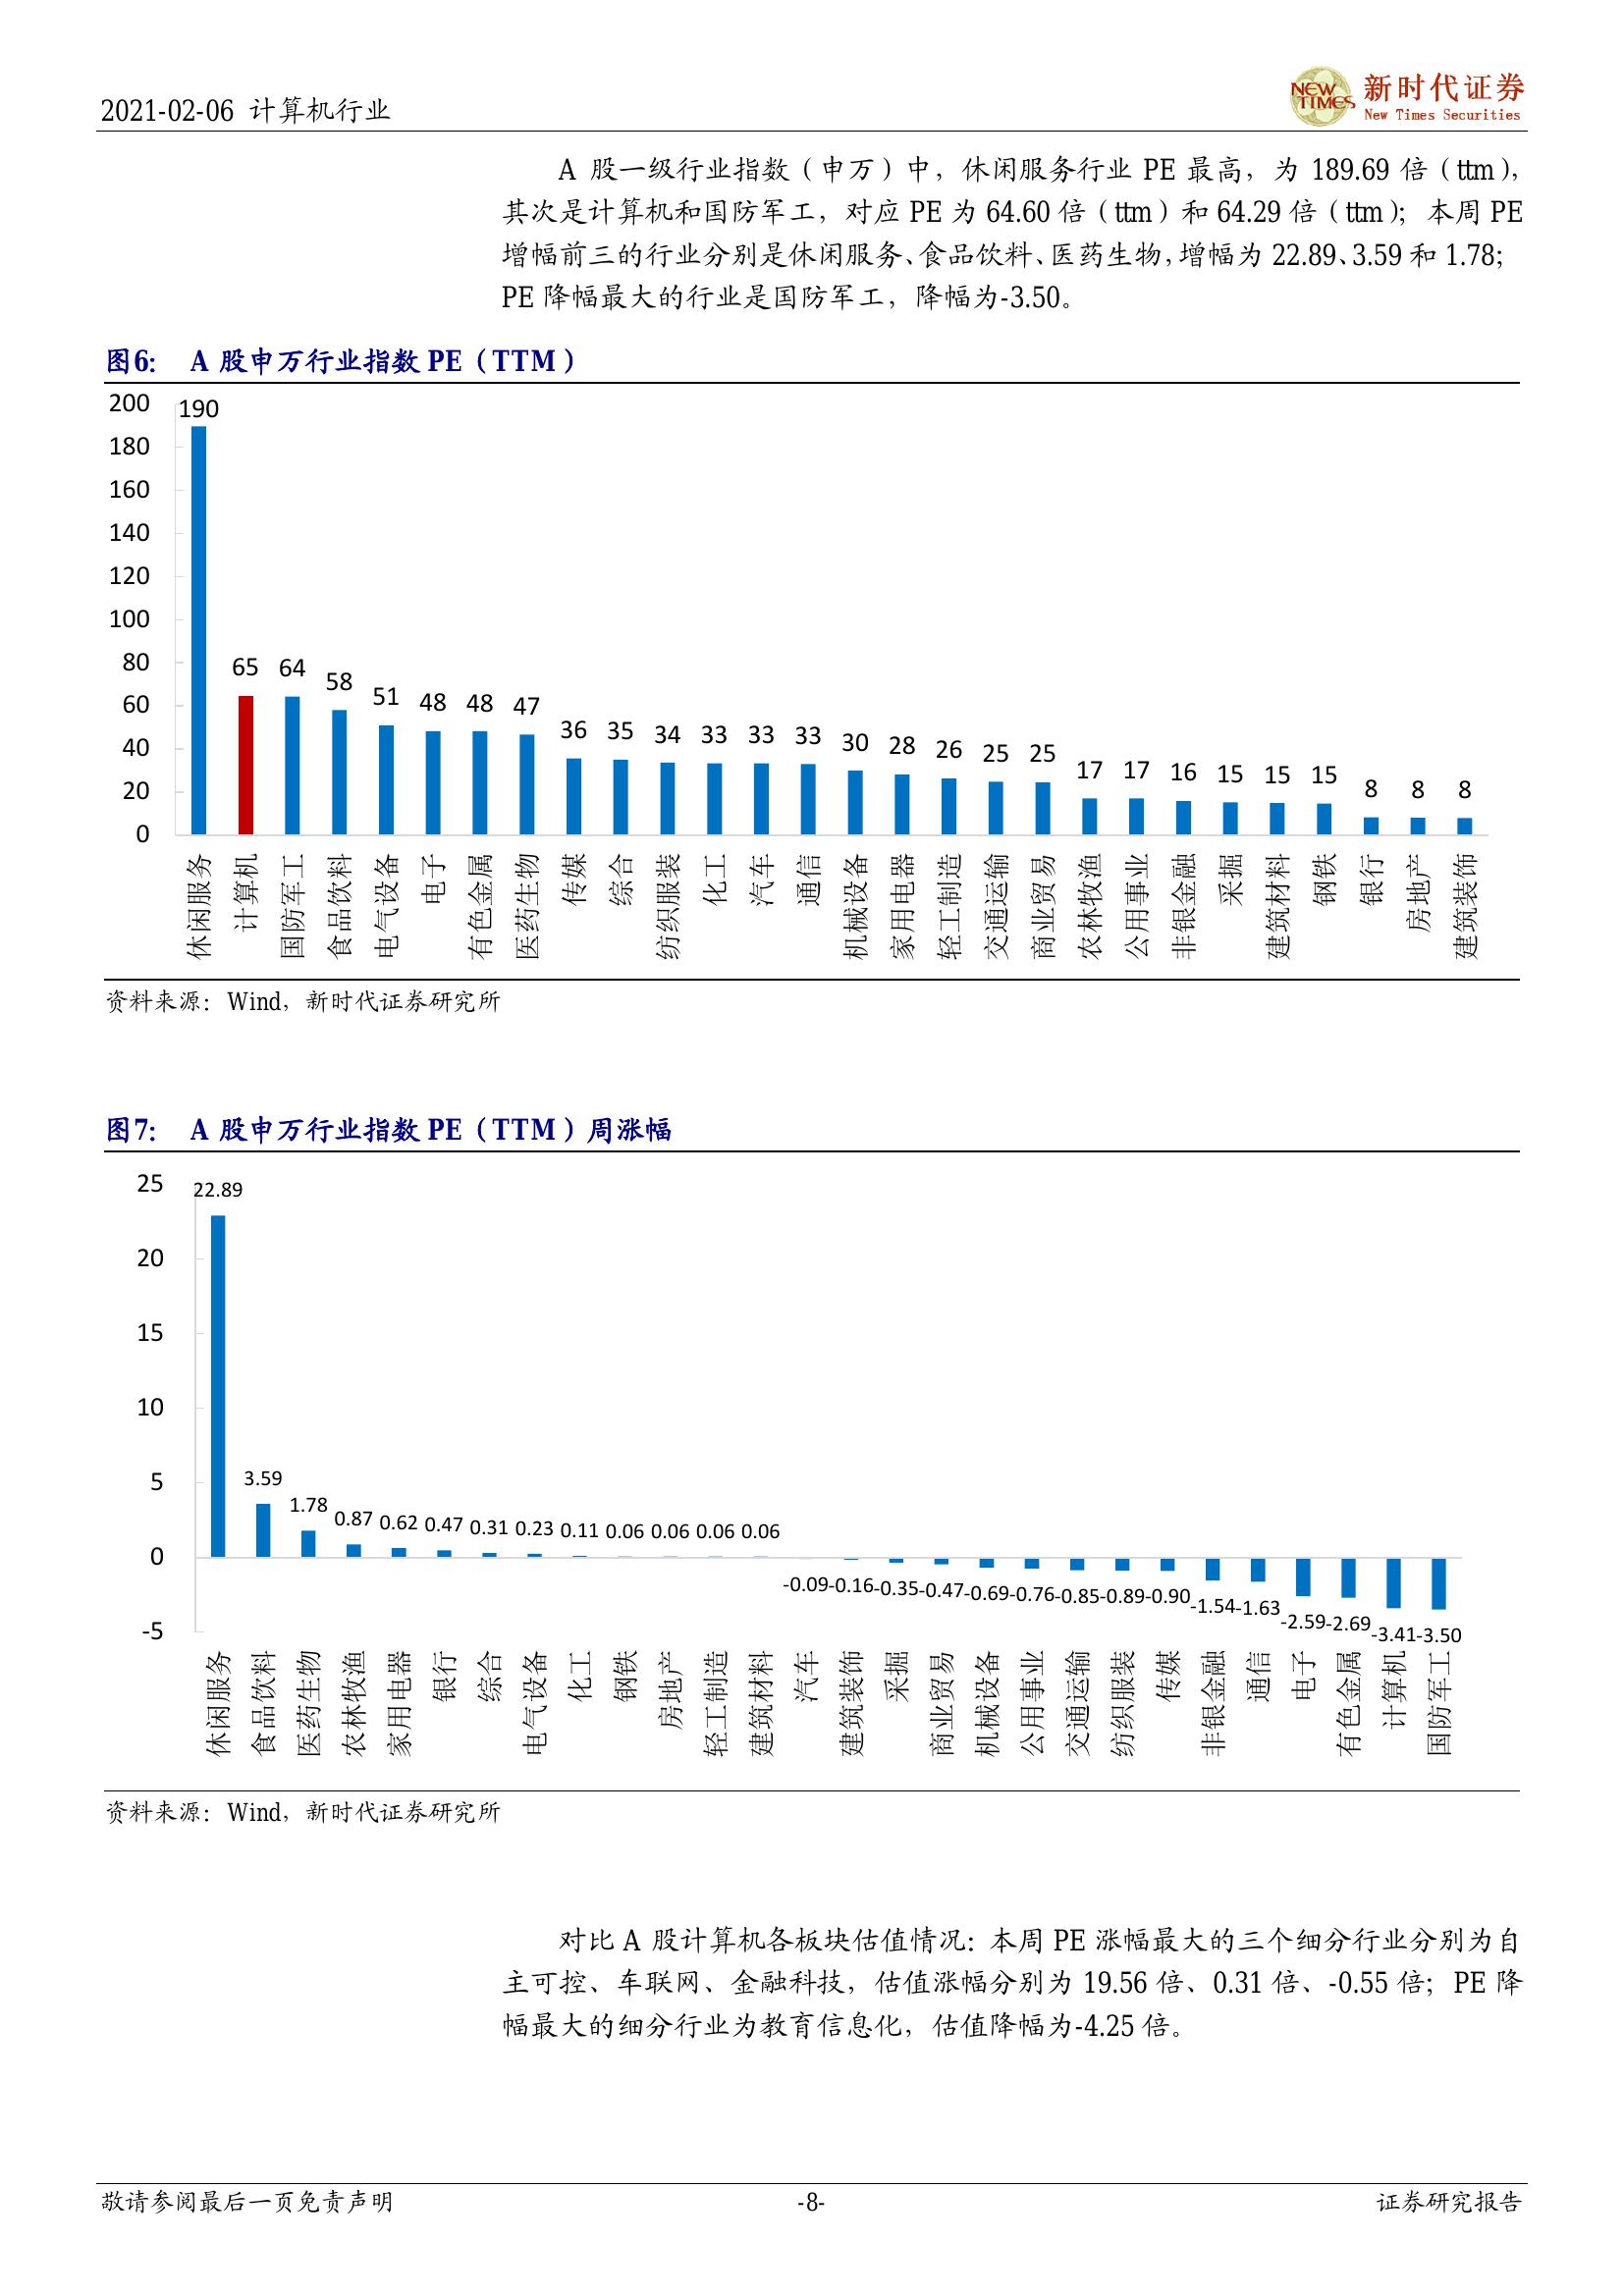 2021-02-06 计算机行业
NEW TIMES
新时代证券
New Times Securities
A 股一级行业指数（申万）中，休闲服务行业 PE 最高，为 189.69 倍（ttm），
其次是计算机和国防军工，对应 PE 为 64.60 倍（ttm）和 64.29 倍（ttm）；本周 PE
增幅前三的行业分别是休闲服务、食品饮料、医药生物，增幅为 22.89、3.59 和 1.78；
PE 降幅最大的行业是国防军工，降幅为-3.50。
图6： A 股申万行业指数 PE（TTM）
200
180
160
140
120
100
80
60
40
20
0
190 65 64 58 51 48 48 47 36 35 34 33 33 33 30 28 26 25 25 17 17 16 15 15 15 8 8 8
休闲服务 计算机 国防军工 食品饮料 电气设备 电子 有色金属 医药生物 传媒 综合 纺织服装 化工 汽车 通信 机械设备 家用电器 轻工制造 交通运输 商业贸易 农林牧渔 公用事业 非银金融 采掘 建筑材料 钢铁 银行 房地产 建筑装饰
资料来源：Wind，新时代证券研究所
图7： A 股申万行业指数 PE（TTM）周涨幅
25
20
15
10
5
0
-5
22.89 3.59 1.78 0.87 0.62 0.47 0.31 0.23 0.11 0.06 0.06 0.06 0.06 -0.09 -0.16 -0.35 -0.47 -0.69 -0.76 -0.85 -0.89 -0.90 -1.54 -1.63 -2.59 -2.69 -3.41 -3.50
休闲服务 食品饮料 医药生物 农林牧渔 家用电器 银行 综合 电气设备 化工 钢铁 房地产 轻工制造 建筑材料 汽车 建筑装饰 采掘 商业贸易 机械设备 公用事业 交通运输 纺织服装 传媒 非银金融 通信 电子 有色金属 计算机 国防军工
资料来源：Wind，新时代证券研究所
对比 A 股计算机各板块估值情况：本周 PE 涨幅最大的三个细分行业分别为自
主可控、车联网、金融科技，估值涨幅分别为 19.56 倍、0.31 倍、-0.55 倍；PE 降
幅最大的细分行业为教育信息化，估值降幅为-4.25 倍。
敬请参阅最后一页免责声明
-8-
证券研究报告